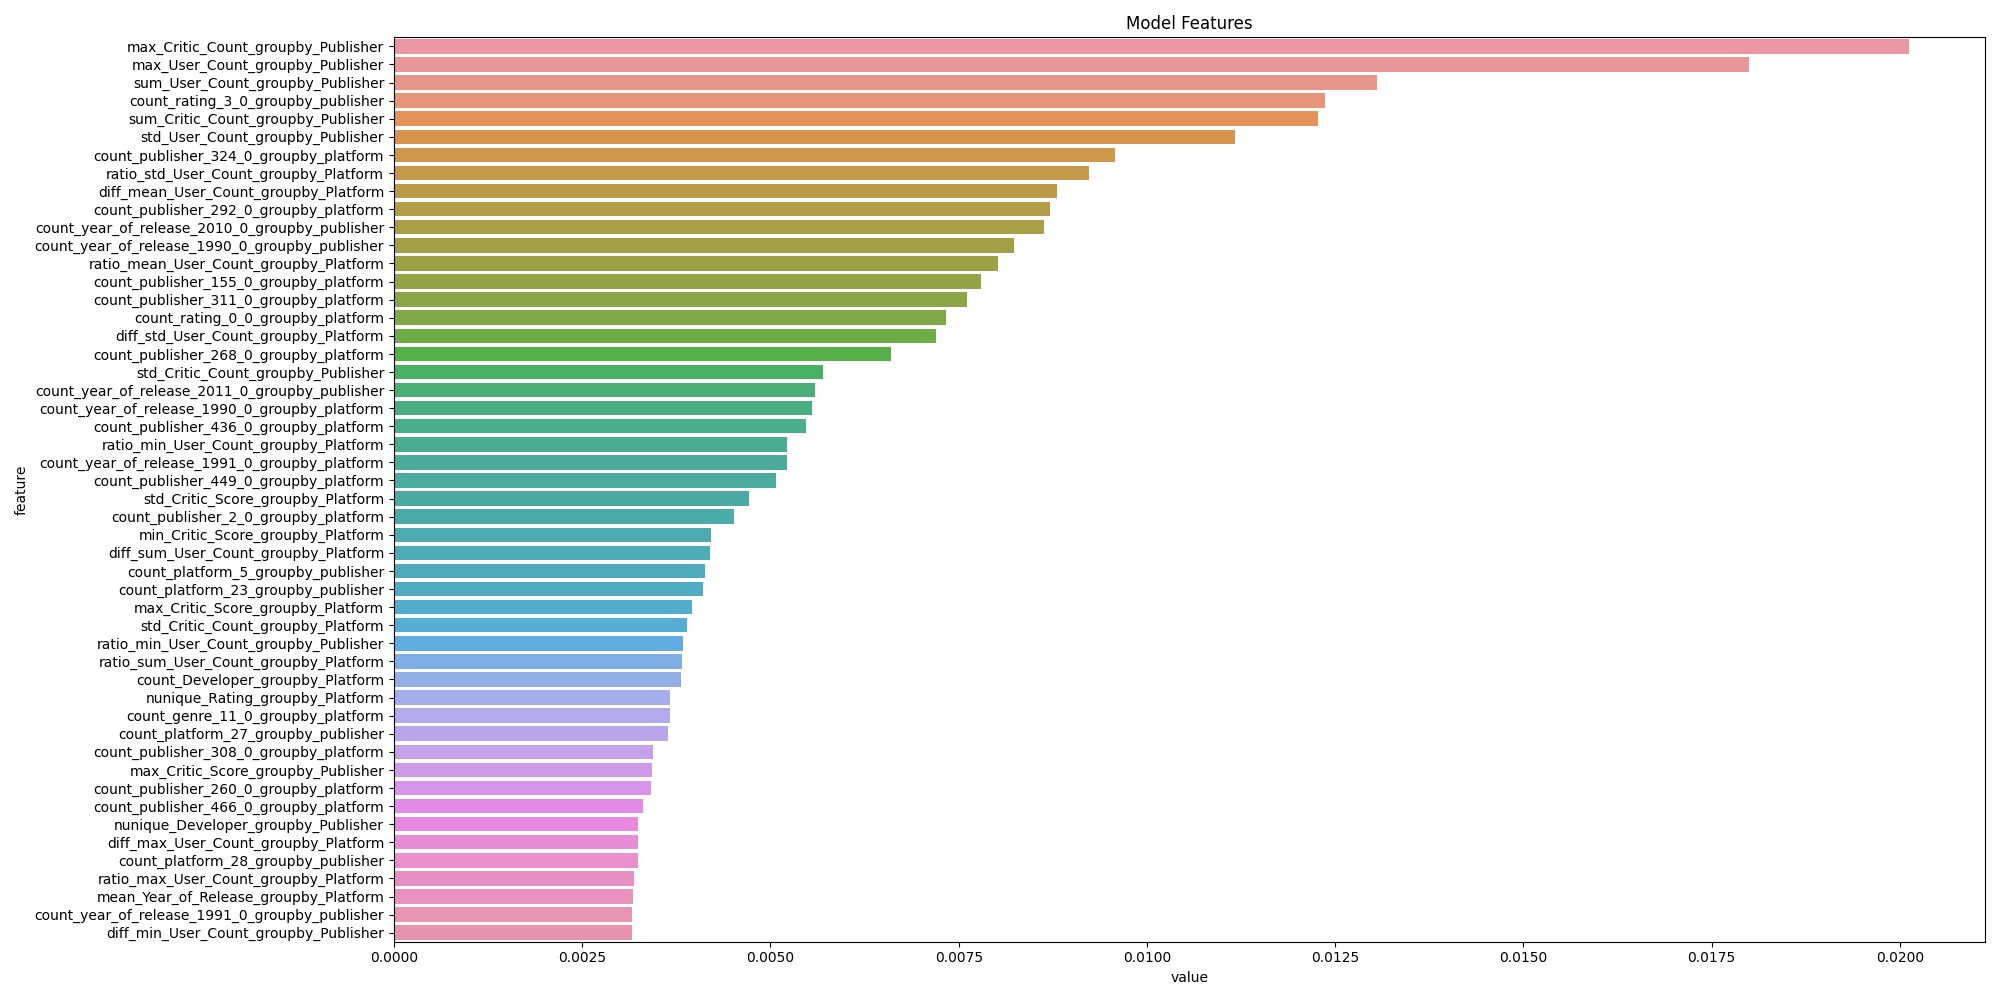 Model Features
max_Critic_Count_groupby_Publisher
max_User_Count_groupby_Publisher
sum_User_Count_groupby_Publisher
count_rating_3_0_groupby_publisher
sum_Critic_Count_groupby_Publisher
std_User_Count_groupby_Publisher
count_publisher_324_0_groupby_platform
ratio_std_User_Count_groupby_Platform
diff_mean_User_Count_groupby_Platform
count_publisher_292_0_groupby_platform
count_year_of_release_2010_0_groupby_publisher
count_year_of_release_1990_0_groupby_publisher
ratio_mean_User_Count_groupby_Platform
count_publisher_155_0_groupby_platform
count_publisher_311_0_groupby_platform
count_rating_0_0_groupby_platform
diff_std_User_Count_groupby_Platform
count_publisher_268_0_groupby_platform
std_Critic_Count_groupby_Publisher
count_year_of_release_2011_0_groupby_publisher
count_year_of_release_1990_0_groupby_platform
count_publisher_436_0_groupby_platform
ratio_min_User_Count_groupby_Platform
count_year_of_release_1991_0_groupby_platform
count_publisher_449_0_groupby_platform
std_Critic_Score_groupby_Platform
count_publisher_2_0_groupby_platform
min_Critic_Score_groupby_Platform
diff_sum_User_Count_groupby_Platform
count_platform_5_groupby_publisher
count_platform_23_groupby_publisher
max_Critic_Score_groupby_Platform
std_Critic_Count_groupby_Platform
ratio_min_User_Count_groupby_Publisher
ratio_sum_User_Count_groupby_Platform
count_Developer_groupby_Platform
nunique_Rating_groupby_Platform
count_genre_11_0_groupby_platform
count_platform_27_groupby_publisher
count_publisher_308_0_groupby_platform
max_Critic_Score_groupby_Publisher
count_publisher_260_0_groupby_platform
count_publisher_466_0_groupby_platform
nunique_Developer_groupby_Publisher
diff_max_User_Count_groupby_Platform
count_platform_28_groupby_publisher
ratio_max_User_Count_groupby_Platform
mean_Year_of_Release_groupby_Platform
count_year_of_release_1991_0_groupby_publisher
diff_min_User_Count_groupby_Publisher
feature
0.0000 0.0025 0.0050 0.0075 0.0100 0.0125 0.0150 0.0175 0.0200
value